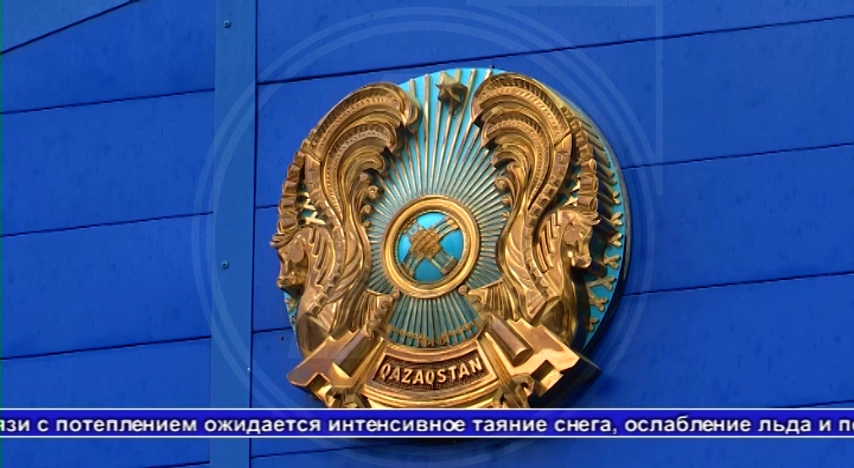 QAZAQSTAN
с потеплением ожидается интенсивное таяние снега, ослабление льда и